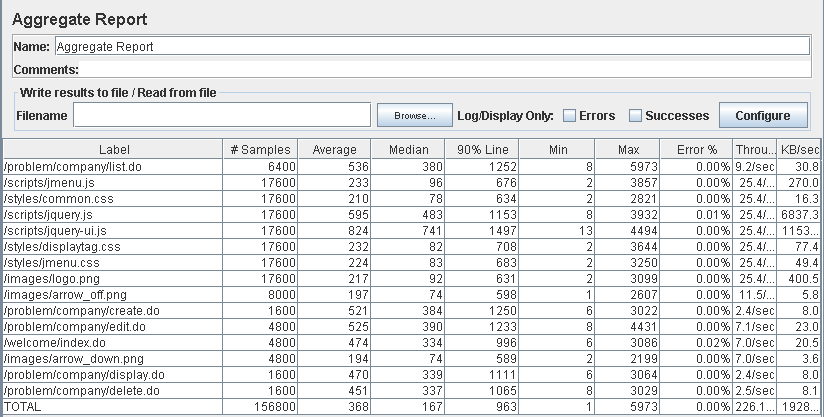 Aggregate Report
Name: Aggregate Report
Comments:
Write results to file / Read from file
Filename Browse... Log/Display Only: Errors Successes Configure
Label # Samples Average Median 90% Line Min Max Error % Throu... KB/sec
/problem/company/list.do 6400 536 380 1252 8 5973 0.00% 9.2/sec 30.8
/scripts/jmenu.js 17600 233 96 676 2 3857 0.00% 25.4/... 270.0
/styles/common.css 17600 210 78 634 2 2821 0.00% 25.4/... 16.3
/scripts/jquery.js 17600 595 483 1153 8 3932 0.01% 25.4/... 6837.3
/scripts/jquery-ui.js 17600 824 741 1497 13 4494 0.00% 25.4/... 1153...
/styles/displaytag.css 17600 232 82 708 2 3644 0.00% 25.4/... 77.4
/styles/jmenu.css 17600 224 83 683 2 3250 0.00% 25.4/... 49.4
/images/logo.png 17600 217 92 631 2 3099 0.00% 25.4/... 400.5
/images/arrow_off.png 8000 197 74 598 1 2607 0.00% 11.5/... 5.8
/problem/company/create.do 1600 521 384 1250 6 3022 0.00% 2.4/sec 8.0
/problem/company/edit.do 4800 525 390 1233 8 4431 0.00% 7.1/sec 23.0
/welcome/index.do 4800 474 334 996 6 3086 0.02% 7.0/sec 20.5
/images/arrow_down.png 4800 194 74 589 2 2199 0.00% 7.0/sec 3.6
/problem/company/display.do 1600 470 339 1111 6 3064 0.00% 2.4/sec 8.0
/problem/company/delete.do 1600 451 337 1065 8 3029 0.00% 2.5/sec 8.1
TOTAL 156800 368 167 963 1 5973 0.00% 226.1... 1928...